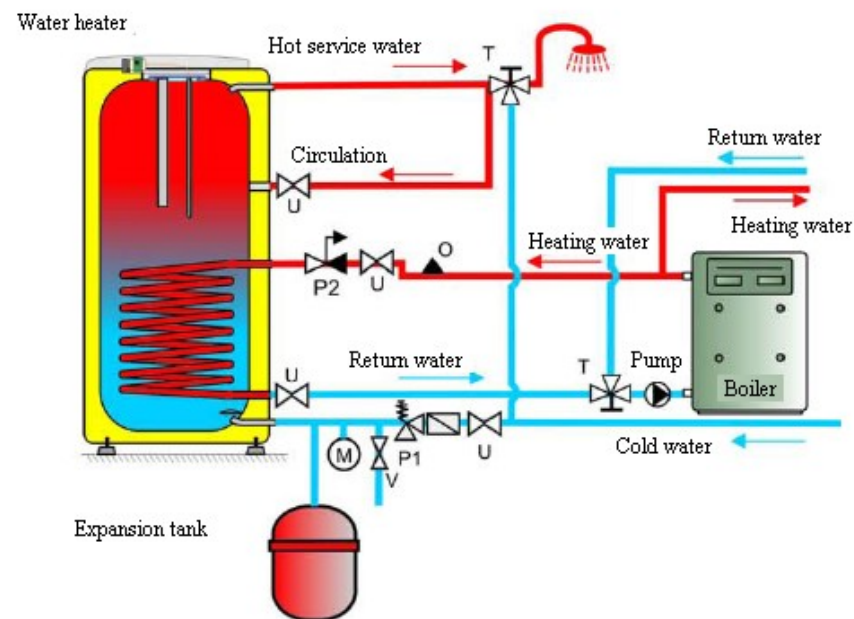 Water heater
Hot service water
T
Return water
Circulation
U
Heating water
Heating water
O
P2
U
Return water
U
T
Pump
Boiler
M
V
P1
U
Cold water
Expansion tank